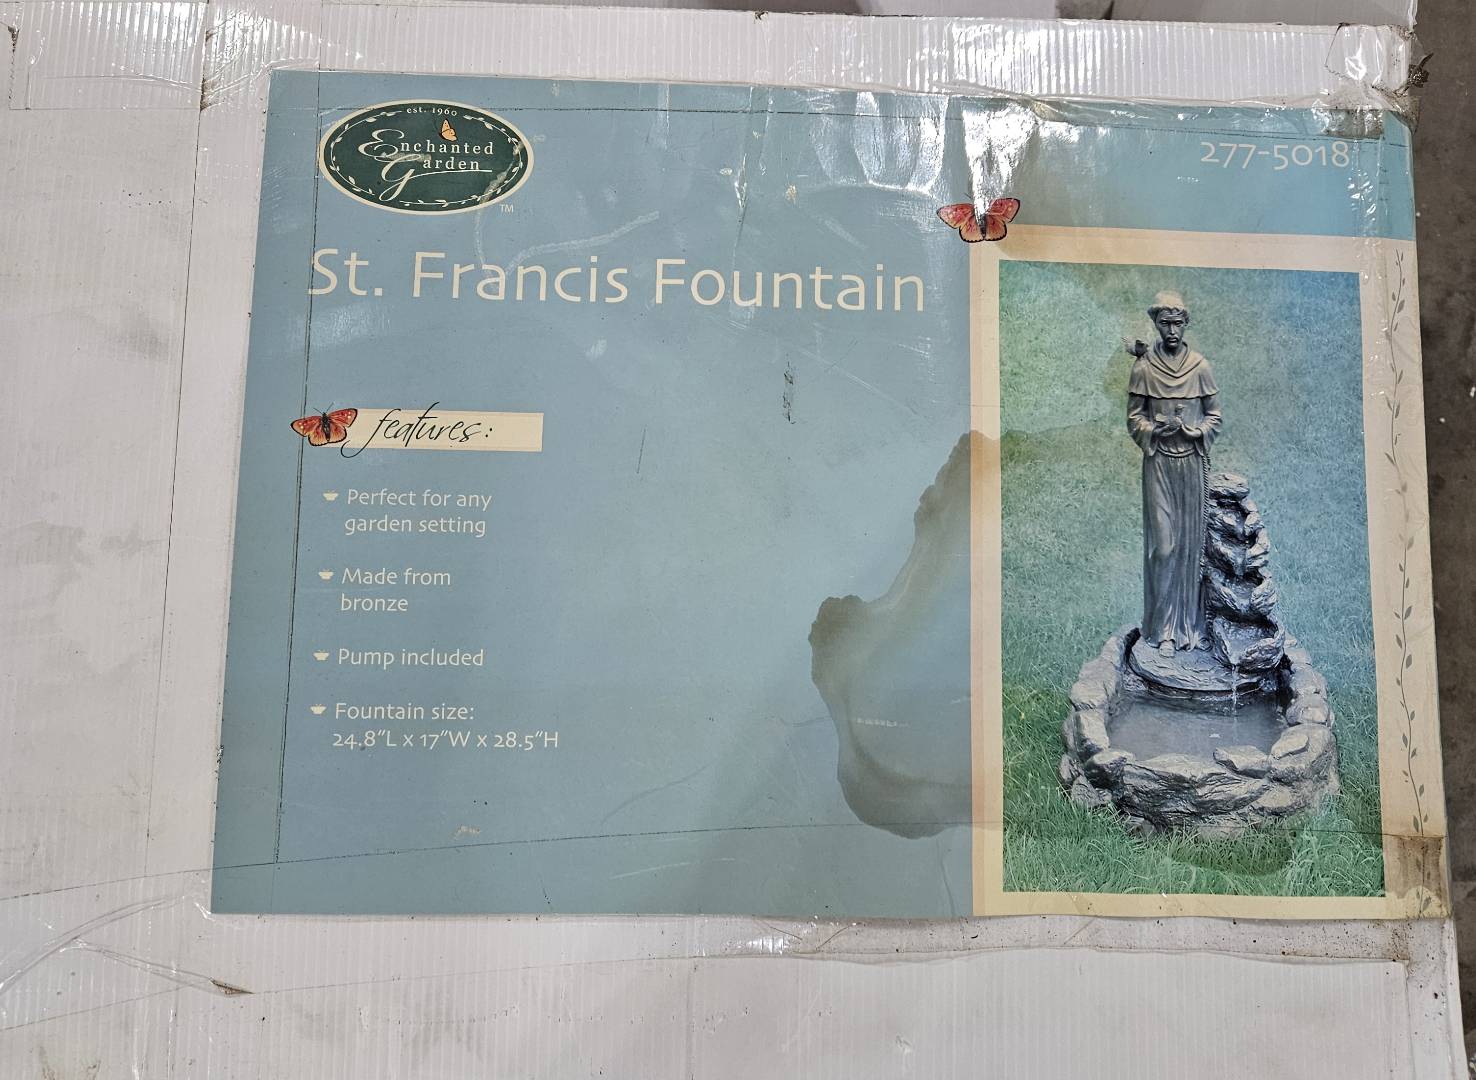 est. 1960
Enchanted
Garden
TM
277-5018
St. Francis Fountain
features:
Perfect for any
garden setting
Made from
bronze
Pump included
Fountain size:
24.8"L x 17"W x 28.5"H